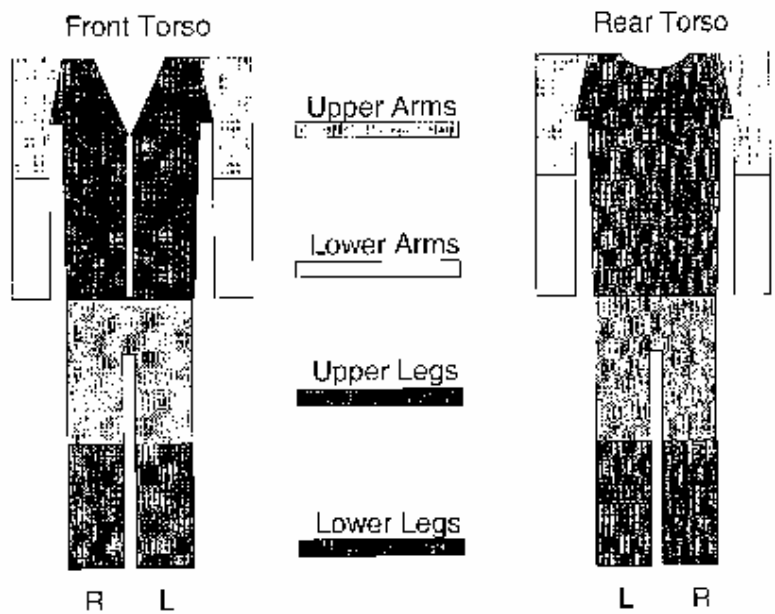 Front Torso
Rear Torso
Upper Arms
Lower Arms
Upper Legs
Lower Legs
R L
L R